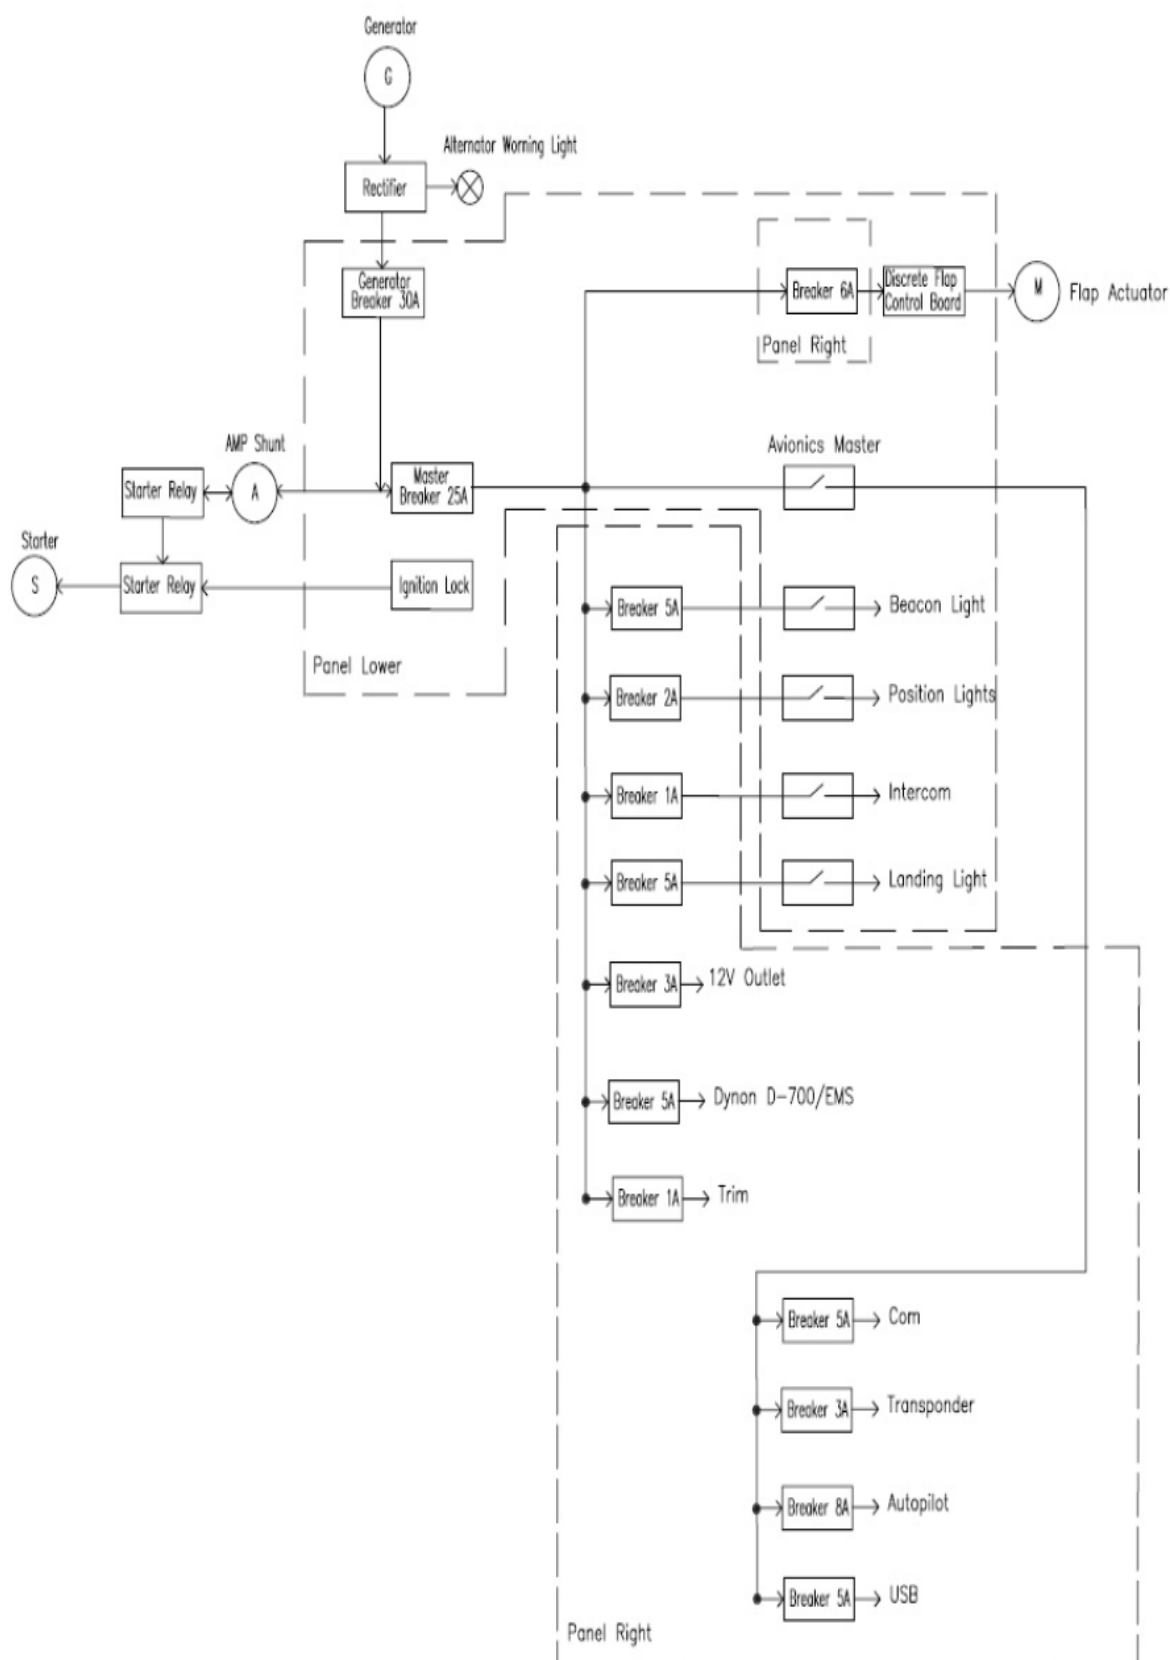 Generator
G
Alternator Worning Light
Rectifier
Generator
Breaker 30A
Breaker 6A
Discrete Flap
Control Board
M
Flap Actuator
Panel Right
AMP Shunt
Avionics Master
Starter Relay
A
Master
Breaker 25A
Starter
S
Starter Relay
Ignition Lock
Breaker 5A
Beacon Light
Panel Lower
Breaker 2A
Position Lights
Breaker 1A
Intercom
Breaker 5A
Landing Light
Breaker 3A
12V Outlet
Breaker 5A
Dynon D-700/EMS
Breaker 1A
Trim
Breaker 5A
Com
Breaker 3A
Transponder
Breaker 8A
Autopilot
Breaker 5A
USB
Panel Right